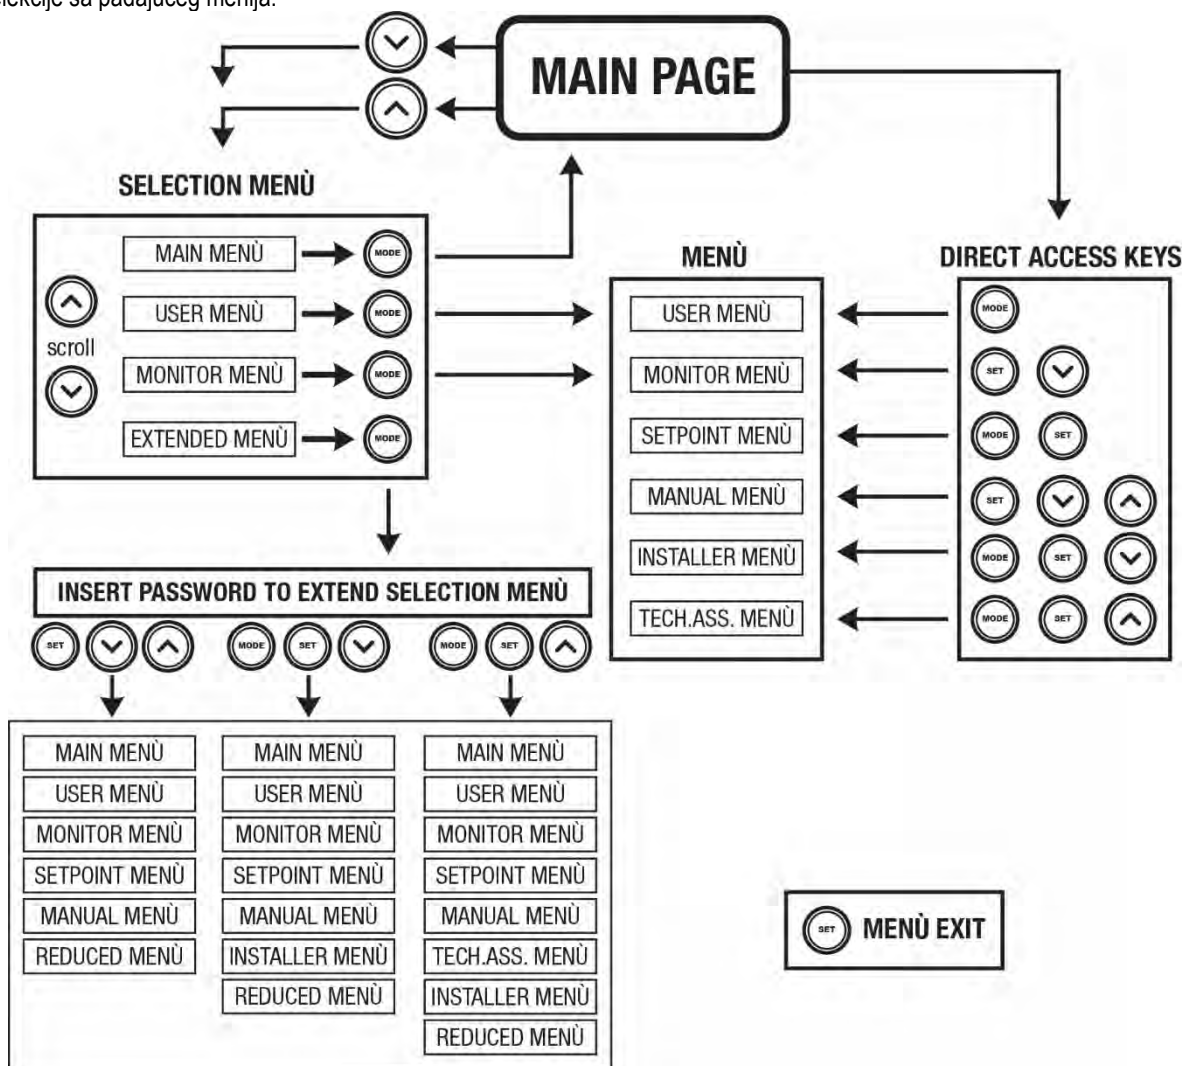 sa padajućeg menija.
MAIN PAGE
SELECTION MENÙ
MAIN MENÙ MODE
USER MENÙ MODE
scroll
MONITOR MENÙ MODE
EXTENDED MENÙ MODE
MENÙ
USER MENÙ
MONITOR MENÙ
SETPOINT MENÙ
MANUAL MENÙ
INSTALLER MENÙ
TECH.ASS. MENÙ
DIRECT ACCESS KEYS
MODE
SET
MODE SET
SET
MODE SET
MODE SET
INSERT PASSWORD TO EXTEND SELECTION MENÙ
SET
MODE SET
MODE SET
MAIN MENÙ
USER MENÙ
MONITOR MENÙ
SETPOINT MENÙ
MANUAL MENÙ
REDUCED MENÙ
MAIN MENÙ
USER MENÙ
MONITOR MENÙ
SETPOINT MENÙ
MANUAL MENÙ
INSTALLER MENÙ
REDUCED MENÙ
MAIN MENÙ
USER MENÙ
MONITOR MENÙ
SETPOINT MENÙ
MANUAL MENÙ
TECH.ASS. MENÙ
INSTALLER MENÙ
REDUCED MENÙ
SET MENÙ EXIT